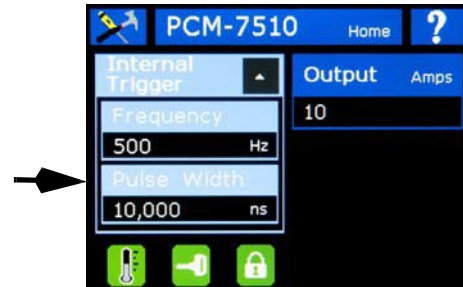 PCM-7510 Home ?
Internal Trigger
Frequency
500 Hz
Pulse Width
10,000 ns
Output Amps
10